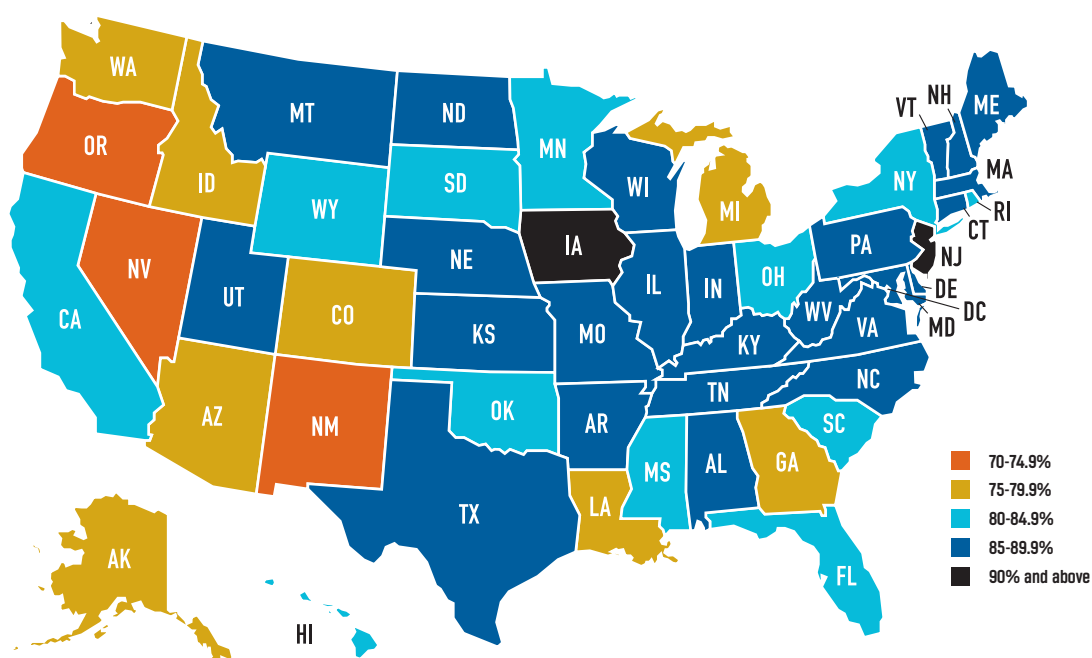 WA
OR
ID
MT
ND
MN
SD
WY
WI
MI
NY
VT
NH
ME
MA
RI
CT
NJ
PA
DE
DC
MD
NV
UT
CO
NE
IA
IL
IN
OH
WV
VA
CA
KS
MO
KY
NC
TN
AZ
NM
OK
AR
SC
MS
AL
GA
TX
LA
FL
AK
HI
70-74.9%
75-79.9%
80-84.9%
85-89.9%
90% and above